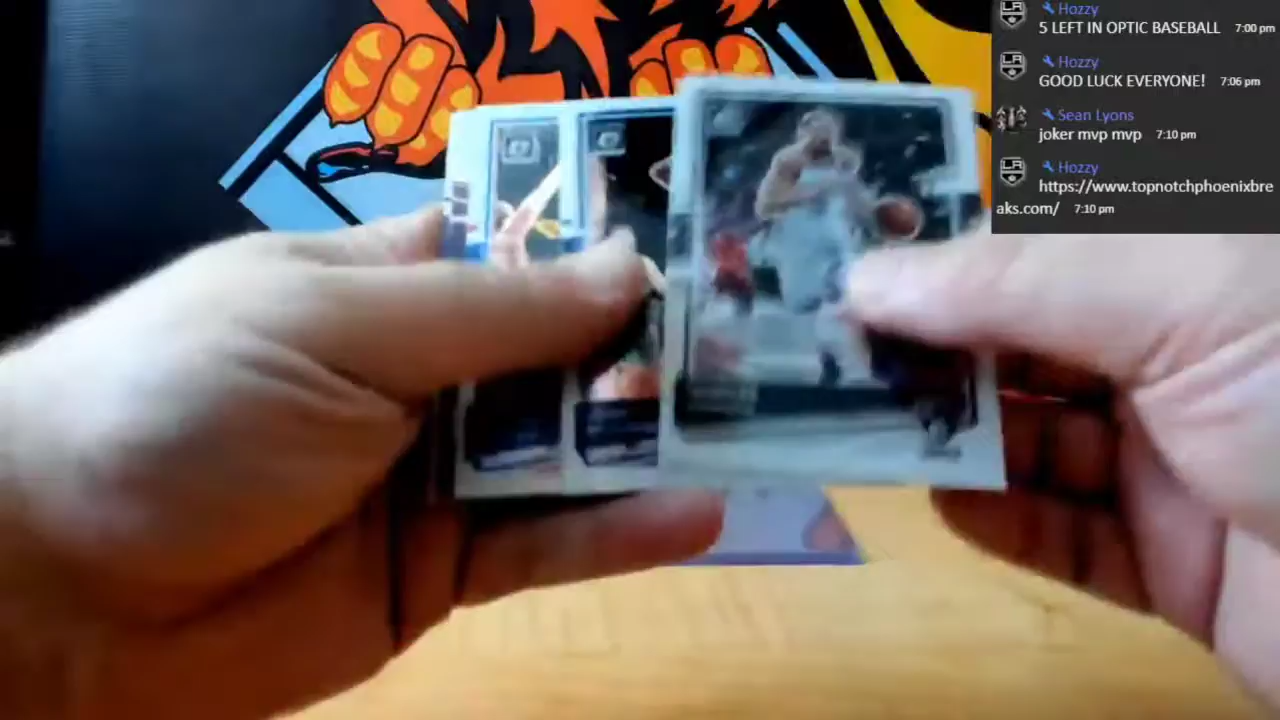 Hozzy
5 LEFT IN OPTIC BASEBALL 7:00 pm
Hozzy
GOOD LUCK EVERYONE! 7:06 pm
Sean Lyons
joker mvp mvp 7:10 pm
Hozzy
https://www.topnotchphoenixbre
aks.com/ 7:10 pm